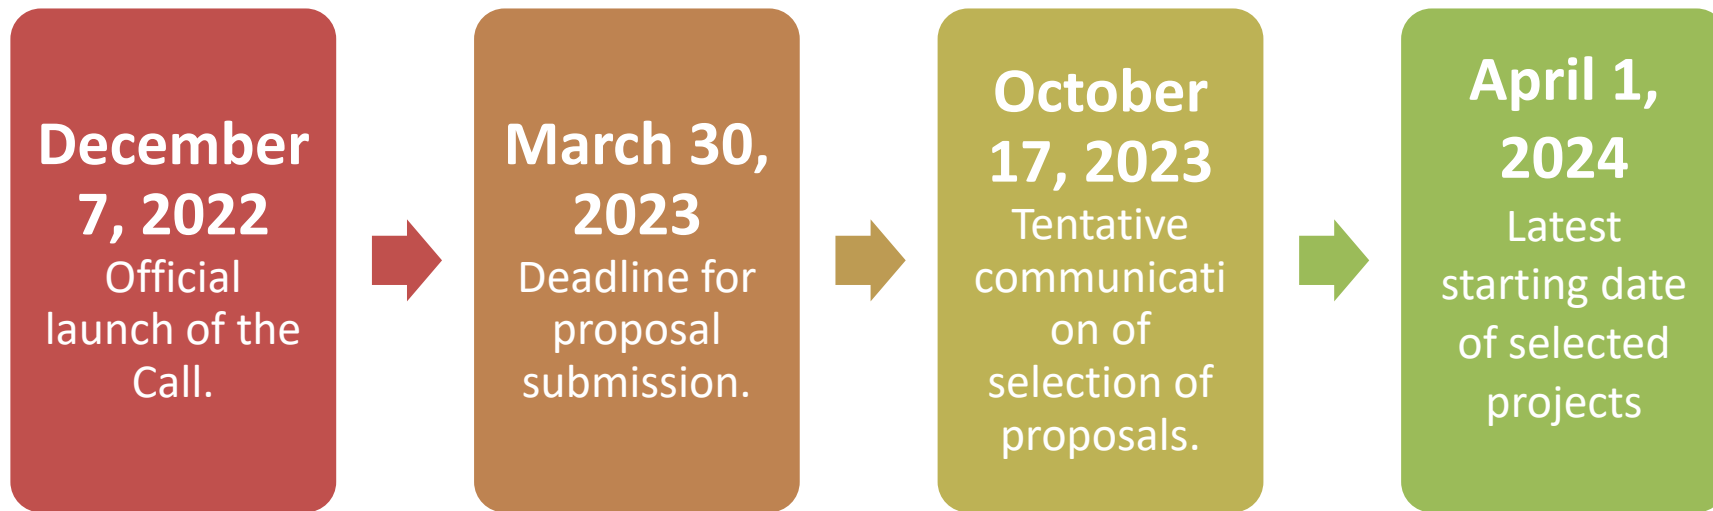 December
7, 2022
Official
launch of the
Call.
March 30,
2023
Deadline for
proposal
submission.
October
17, 2023
Tentative
communicati
on of
selection of
proposals.
April 1,
2024
Latest
starting date
of selected
projects